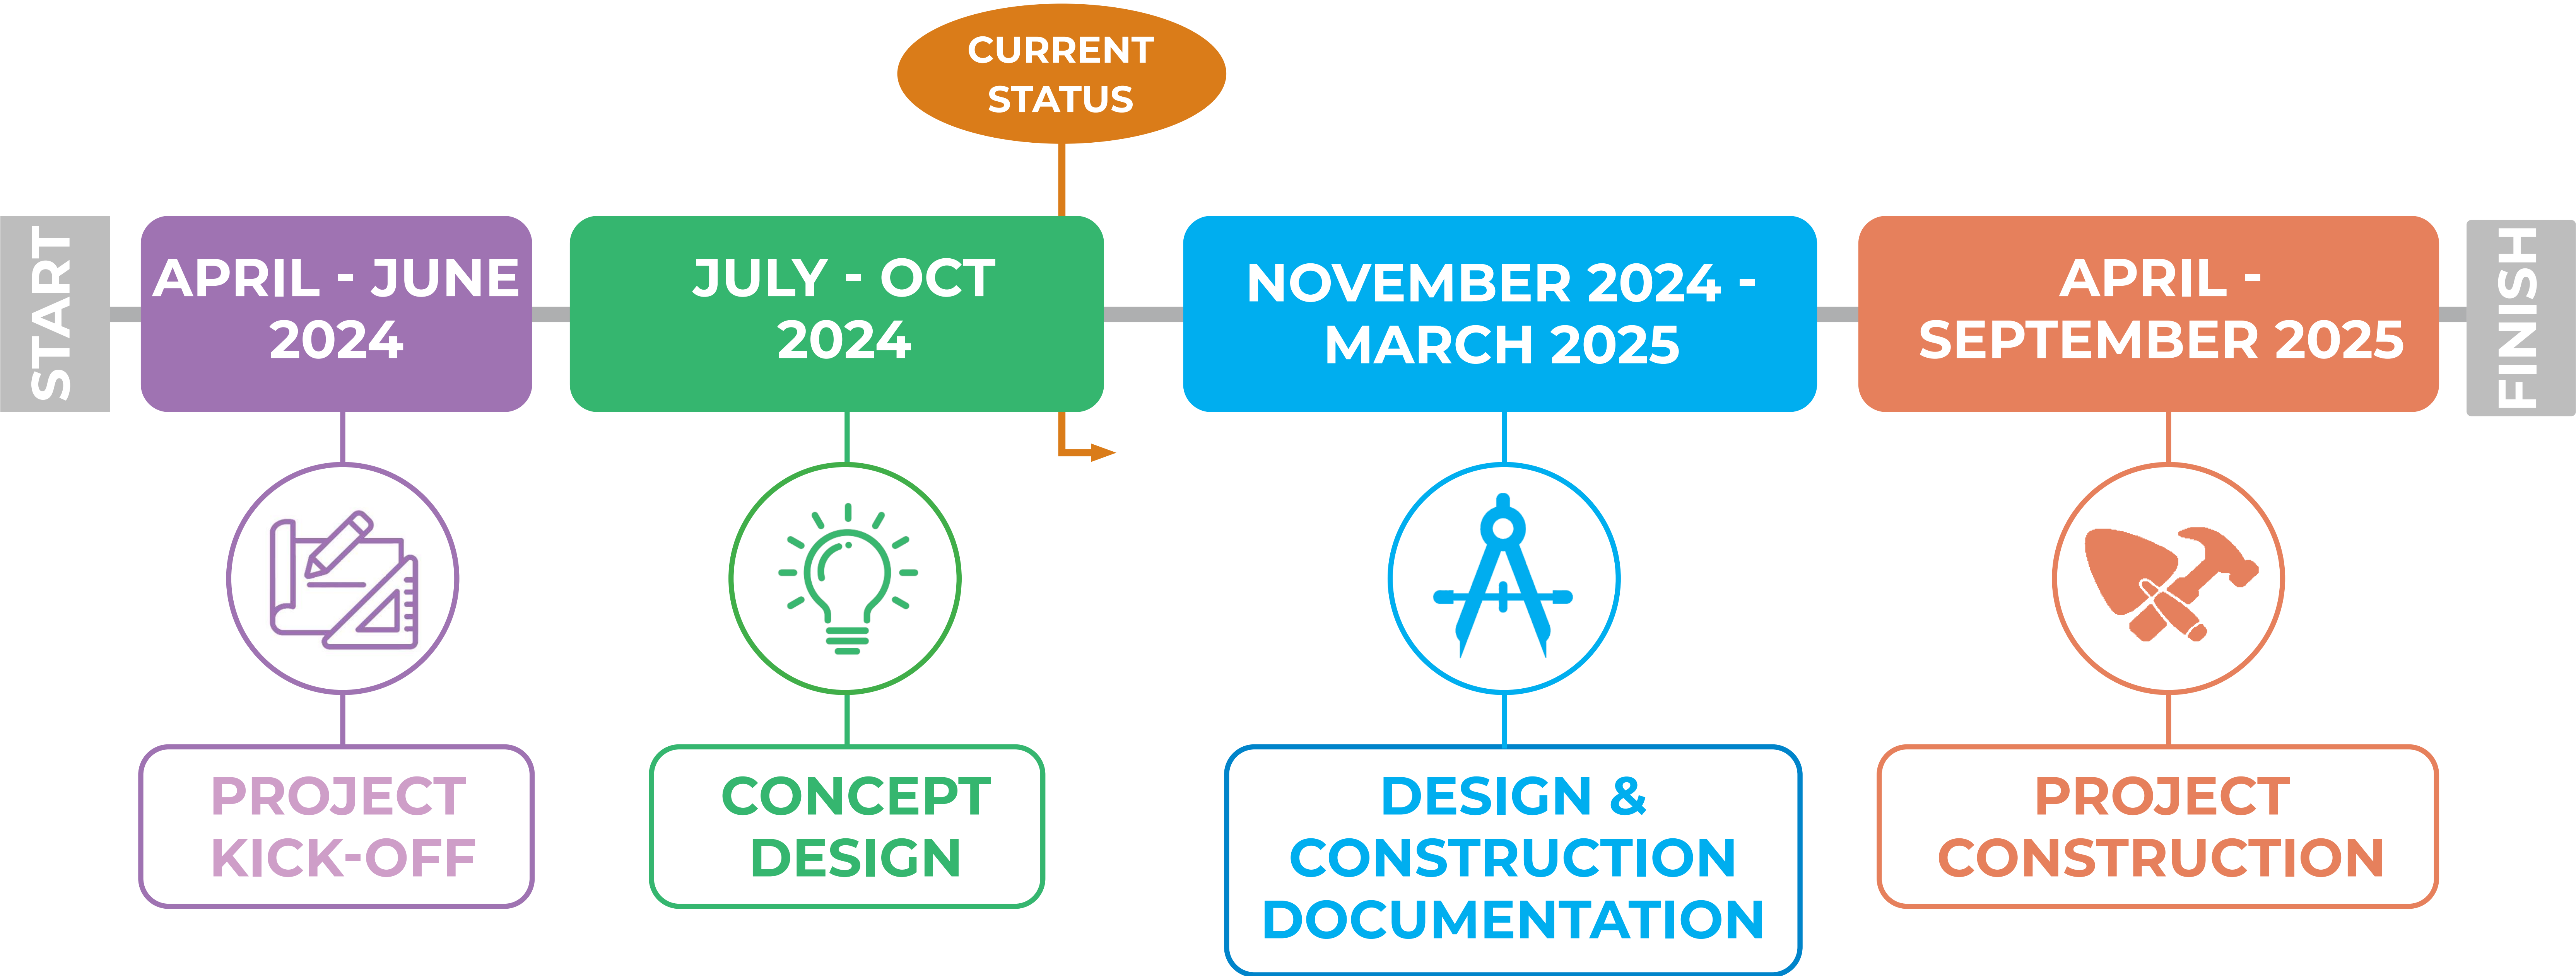 CURRENT
STATUS
START
APRIL - JUNE
2024
JULY - OCT
2024
NOVEMBER 2024 -
MARCH 2025
APRIL -
SEPTEMBER 2025
FINISH
PROJECT
KICK-OFF
CONCEPT
DESIGN
DESIGN &
CONSTRUCTION
DOCUMENTATION
PROJECT
CONSTRUCTION